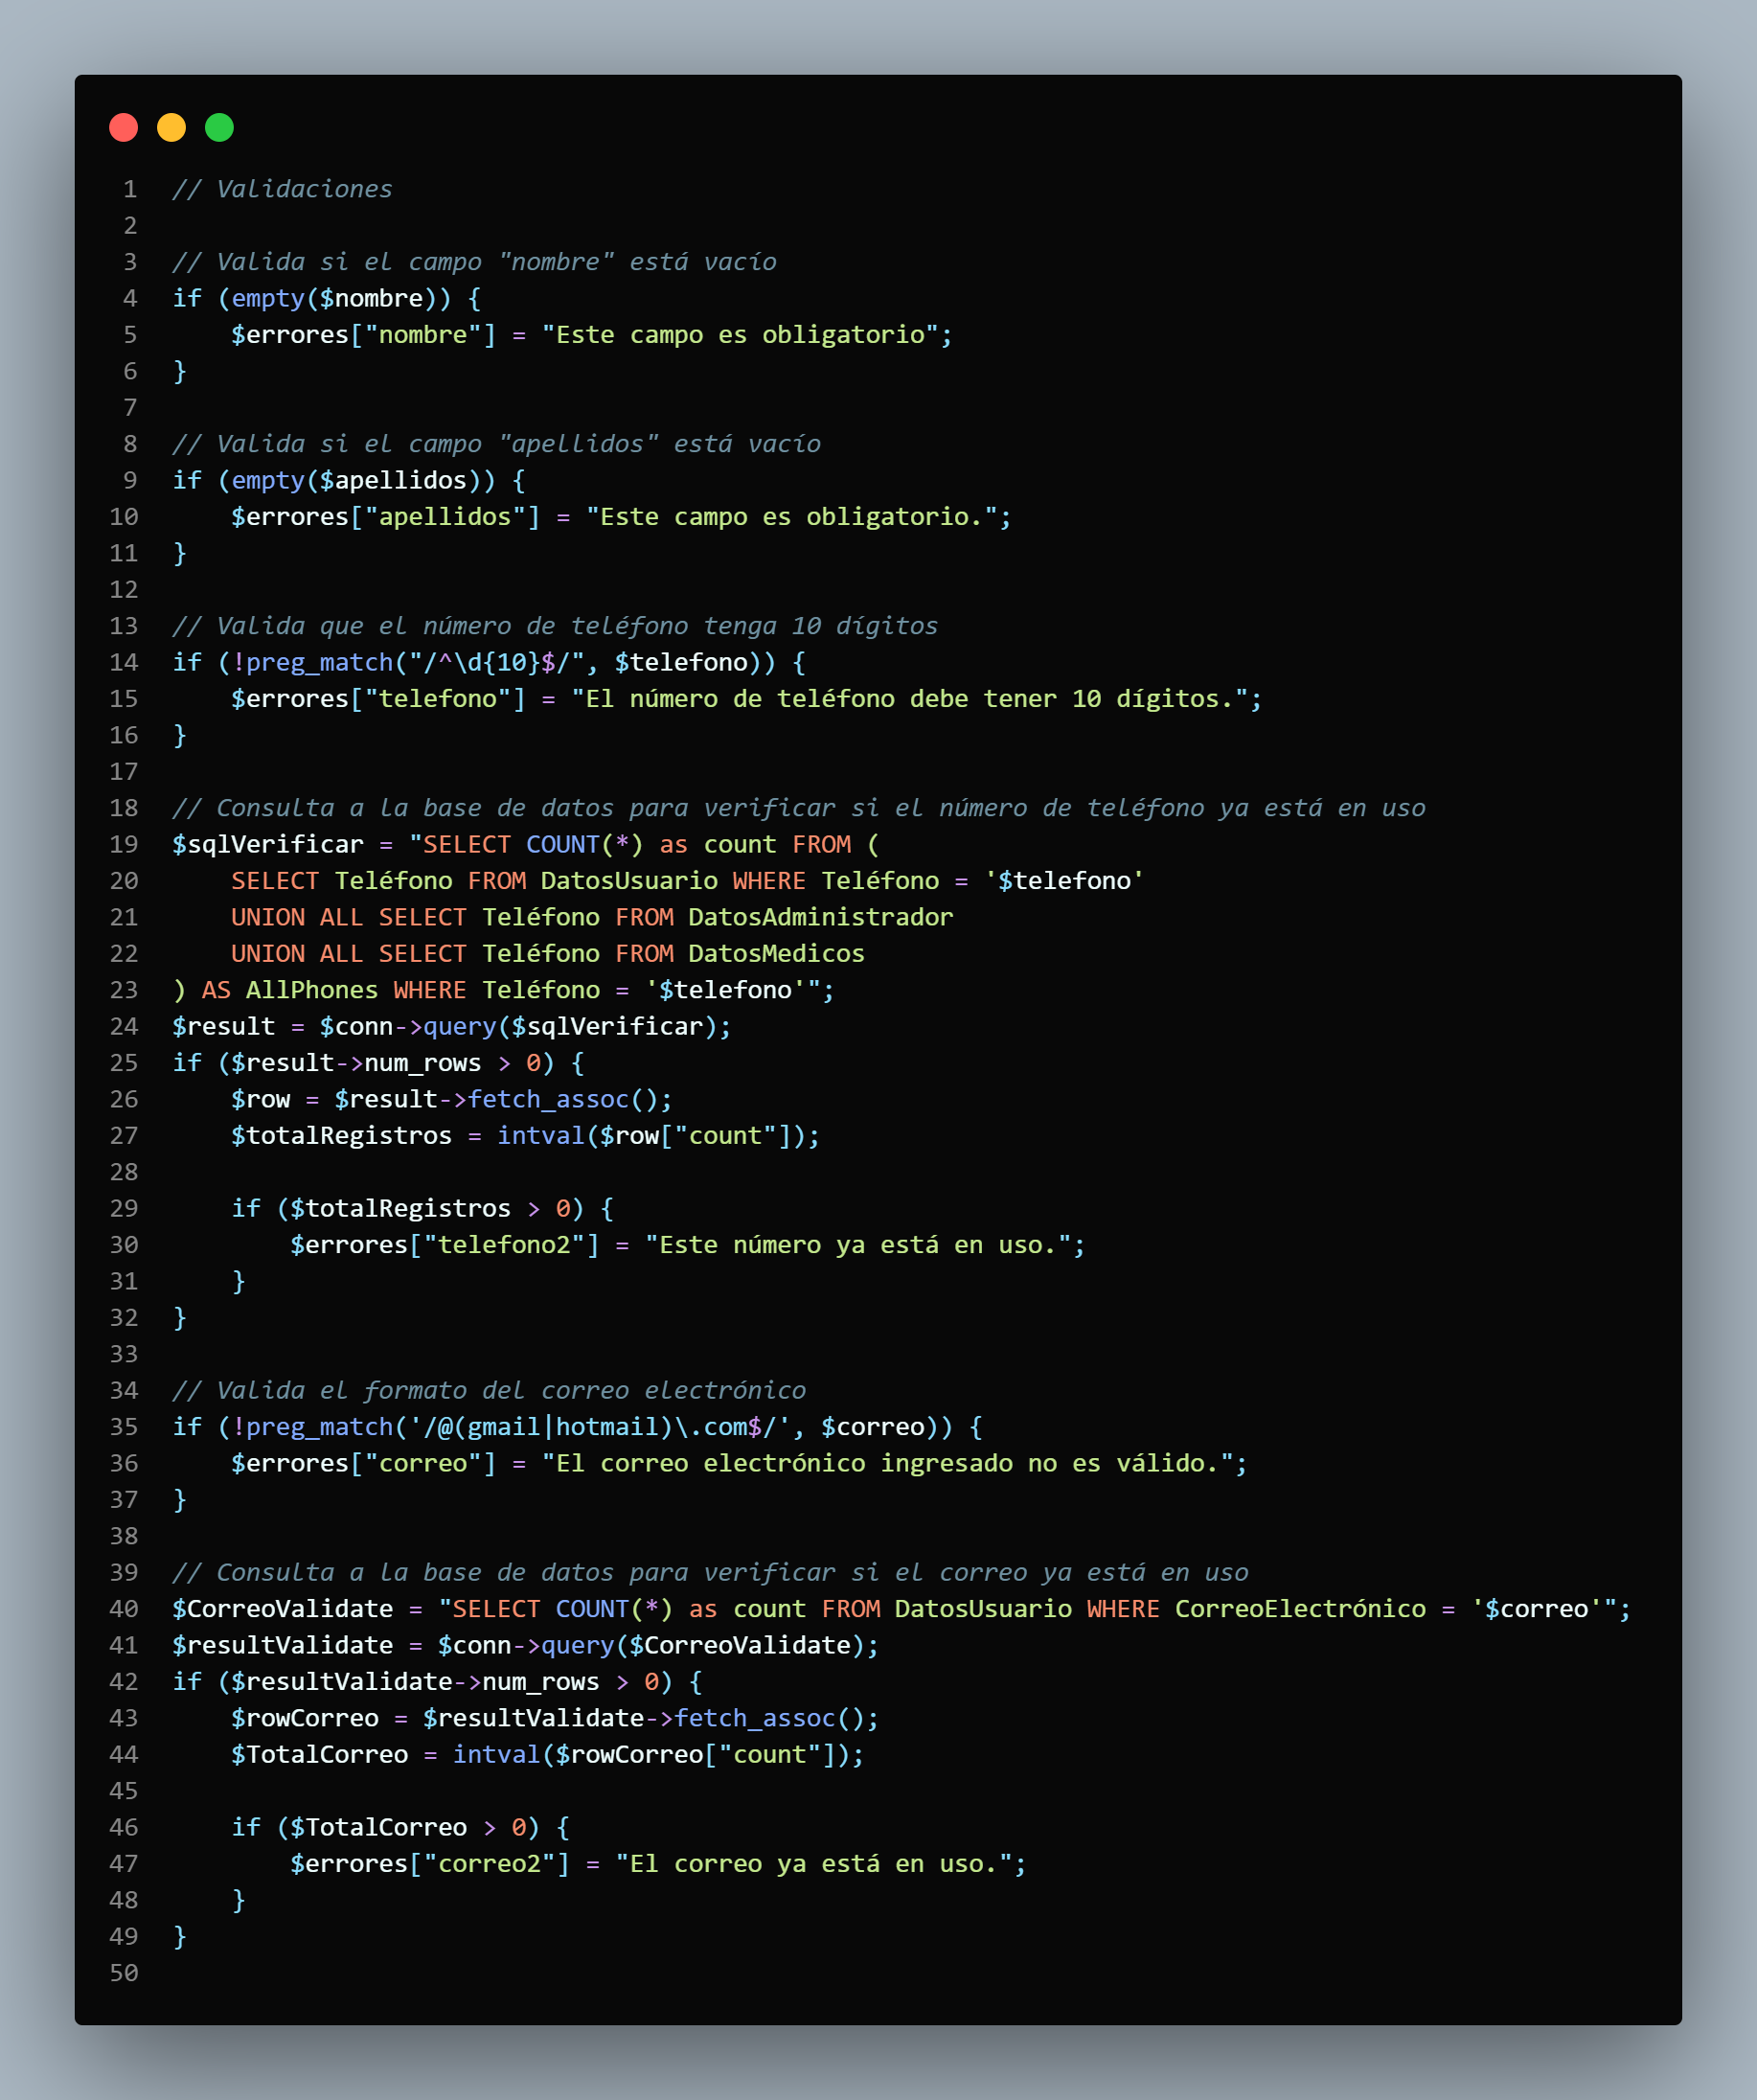 1 // Validaciones
2
3 // Valida si el campo "nombre" está vacío
4 if (empty($nombre)) {
5     $errores["nombre"] = "Este campo es obligatorio";
6 }
7
8 // Valida si el campo "apellidos" está vacío
9 if (empty($apellidos)) {
10     $errores["apellidos"] = "Este campo es obligatorio.";
11 }
12
13 // Valida que el número de teléfono tenga 10 dígitos
14 if (!preg_match("/^\d{10}$/", $telefono)) {
15     $errores["telefono"] = "El número de teléfono debe tener 10 dígitos.";
16 }
17
18 // Consulta a la base de datos para verificar si el número de teléfono ya está en uso
19 $sqlVerificar = "SELECT COUNT(*) as count FROM (
20     SELECT Teléfono FROM DatosUsuario WHERE Teléfono = '$telefono'
21     UNION ALL SELECT Teléfono FROM DatosAdministrador
22     UNION ALL SELECT Teléfono FROM DatosMedicos
23 ) AS AllPhones WHERE Teléfono = '$telefono'";
24 $result = $conn->query($sqlVerificar);
25 if ($result->num_rows > 0) {
26     $row = $result->fetch_assoc();
27     $totalRegistros = intval($row["count"]);
28
29     if ($totalRegistros > 0) {
30         $errores["telefono2"] = "Este número ya está en uso.";
31     }
32 }
33
34 // Valida el formato del correo electrónico
35 if (!preg_match('/@(gmail|hotmail)\.com$/', $correo)) {
36     $errores["correo"] = "El correo electrónico ingresado no es válido.";
37 }
38
39 // Consulta a la base de datos para verificar si el correo ya está en uso
40 $CorreoValidate = "SELECT COUNT(*) as count FROM DatosUsuario WHERE CorreoElectrónico = '$correo'";
41 $resultValidate = $conn->query($CorreoValidate);
42 if ($resultValidate->num_rows > 0) {
43     $rowCorreo = $resultValidate->fetch_assoc();
44     $TotalCorreo = intval($rowCorreo["count"]);
45
46     if ($TotalCorreo > 0) {
47         $errores["correo2"] = "El correo ya está en uso.";
48     }
49 }
50